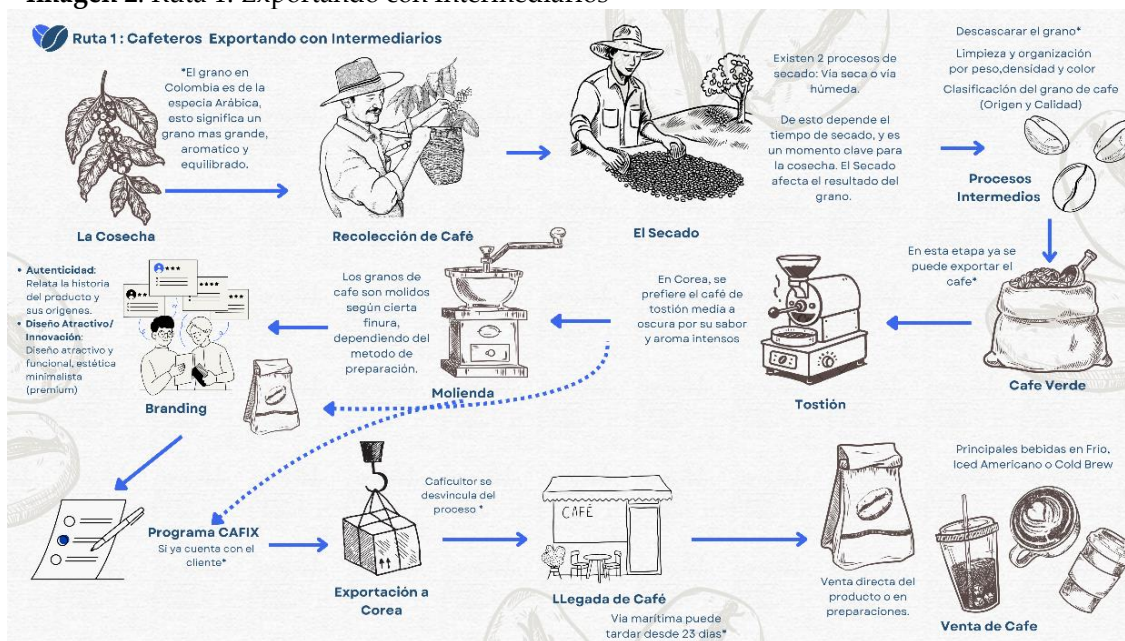 Imagen 2. Ruta 1. Exportando con Intermediarios
Ruta 1 : Cafeteros Exportando con Intermediarios
*El grano en
Colombia es de la
especia Arábica,
esto significa un
grano mas grande,
aromatico y
equilibrado.
La Cosecha
Recolección de Café
El Secado
Existen 2 procesos de
secado: Vía seca o vía
húmeda.
De esto depende el
tiempo de secado, y es
un momento clave para
la cosecha. El Secado
afecta el resultado del
grano.
Descascarar el grano*
Limpieza y organización
por peso,densidad y color
Clasificación del grano de cafe
(Origen y Calidad)
Procesos
Intermedios
En esta etapa ya se
puede exportar el
cafe*
Cafe Verde
En Corea, se
prefiere el café de
tostión media a
oscura por su sabor
y aroma intensos
Tostión
Los granos de
cafe son molidos
según cierta
finura,
dependiendo del
metodo de
preparación.
Molienda
• Autenticidad:
Relata la historia
del producto y
sus orígenes.
• Diseño Atractivo/
Innovación:
Diseño atractivo y
funcional, estética
minimalista
(premium)
Branding
Programa CAFIX
Si ya cuenta con el
cliente*
Exportación a
Corea
Caficultor se
desvincula del
proceso *
CAFÉ
LLegada de Café
Via marítima puede
tardar desde 23 días*
Venta directa del
producto o en
preparaciones.
Principales bebidas en Frio,
Iced Americano o Cold Brew
Venta de Cafe